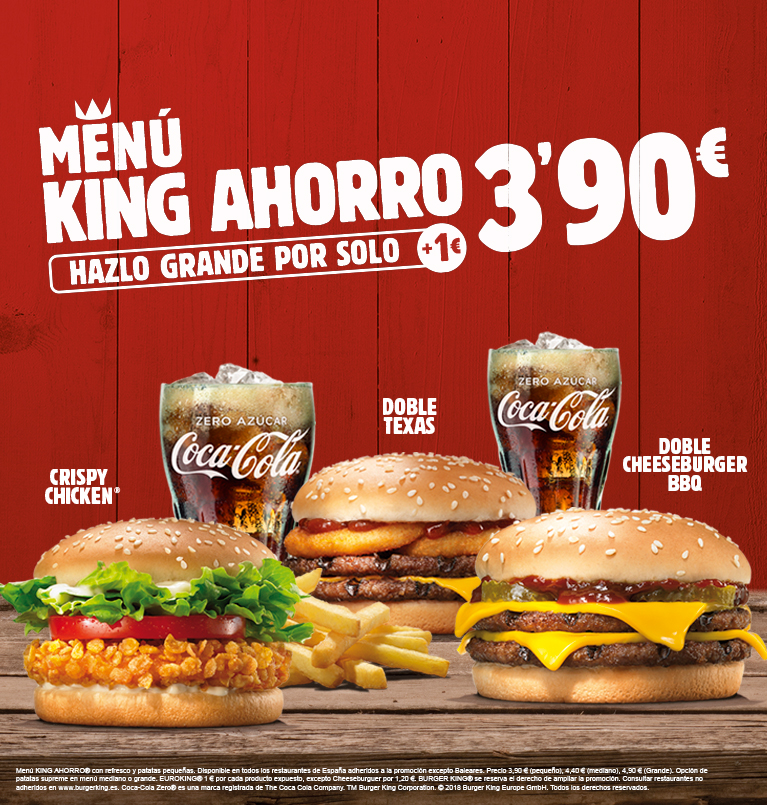 MENÚ
KING AHORRO 3'90€
HAZLO GRANDE POR SOLO +1€
DOBLE
TEXAS
ZERO AZÚCAR
Coca-Cola
ZERO AZÚCAR
Coca-Cola
DOBLE
CHEESEBURGER
BBQ
CRISPY
CHICKEN®
Menú KING AHORRO® con refresco y patatas pequeñas. Disponible en todos los restaurantes de España adheridos a la promoción excepto Baleares. Precio 3,90 € (pequeño), 4,40 € (mediano), 4,90 € (Grande). Opción de
patatas supreme en menú mediano o grande. EUROKING® 1 € por cada producto expuesto, excepto Cheeseburguer por 1,20 €. BURGER KING® se reserva el derecho de ampliar la promoción. Consultar restaurantes no
adheridos en www.burgerking.es. Coca-Cola Zero® es una marca registrada de The Coca Cola Company. TM Burger King Corporation. © 2018 Burger King Europe GmbH. Todos los derechos reservados.